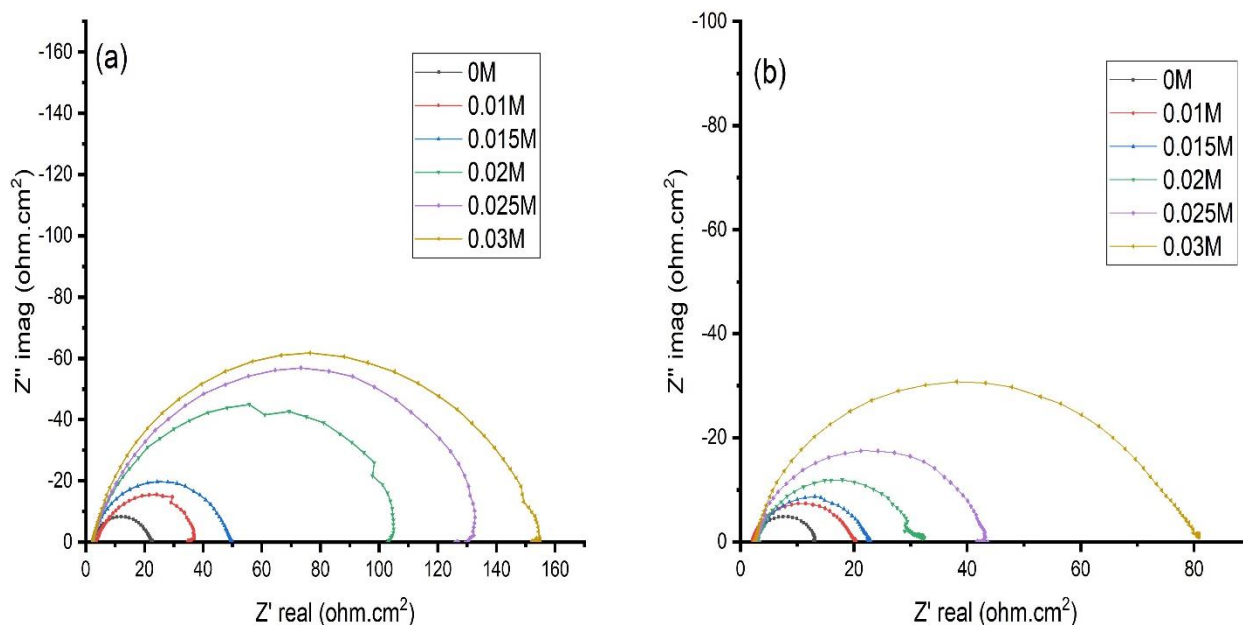 (a)
0M
0.01M
0.015M
0.02M
0.025M
0.03M
-160
-140
-120
-100
-80
-60
-40
-20
0
Z" imag (ohm.cm²)
0 20 40 60 80 100 120 140 160
Z' real (ohm.cm²)
(b)
0M
0.01M
0.015M
0.02M
0.025M
0.03M
-100
-80
-60
-40
-20
0
Z" imag (ohm.cm²)
0 20 40 60 80
Z' real (ohm.cm²)